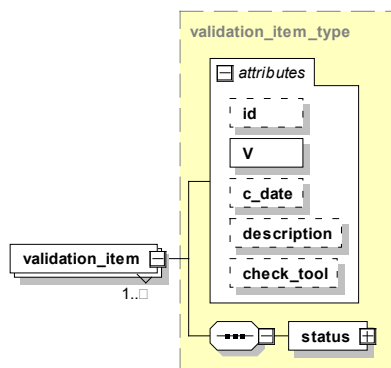 validation_item_type
attributes
id
V
c_date
description
check_tool
validation_item
1..□
status